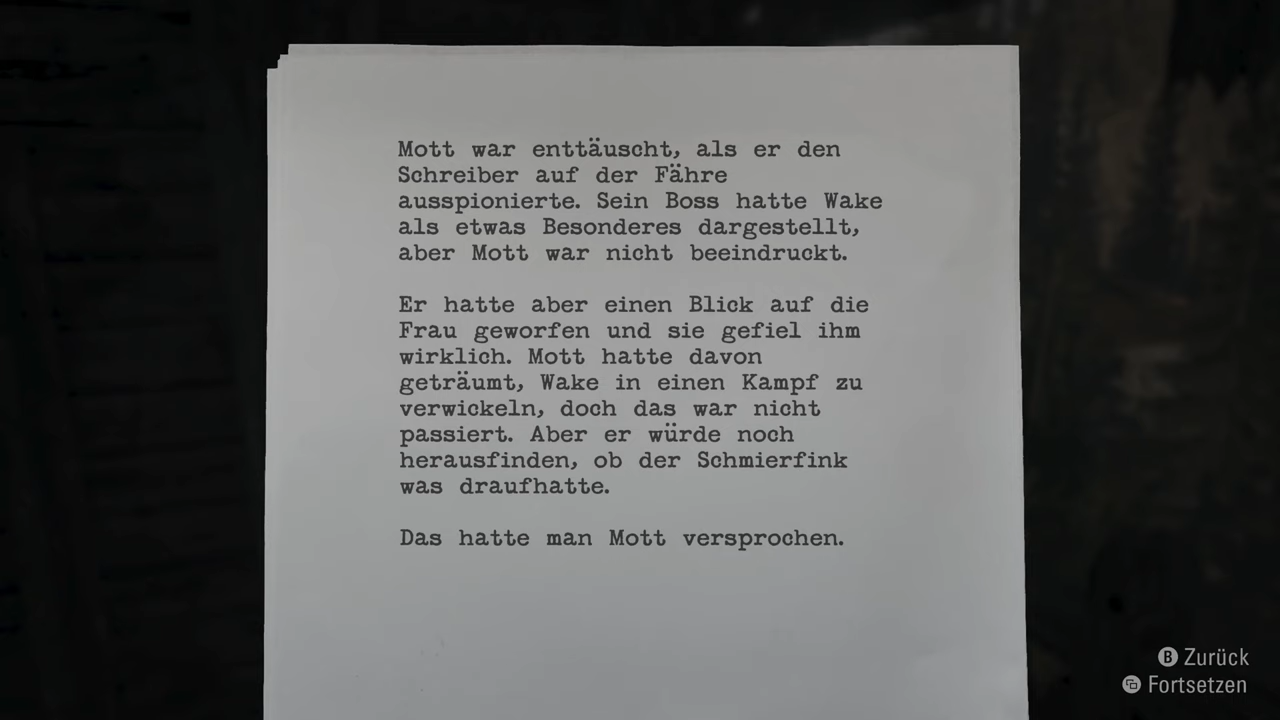 Mott war enttäuscht, als er den
Schreiber auf der Fähre
ausspionierte. Sein Boss hatte Wake
als etwas Besonderes dargestellt,
aber Mott war nicht beeindruckt.
Er hatte aber einen Blick auf die
Frau geworfen und sie gefiel ihm
wirklich. Mott hatte davon
geträumt, Wake in einen Kampf zu
verwickeln, doch das war nicht
passiert. Aber er würde noch
herausfinden, ob der Schmierfink
was draufhatte.
Das hatte man Mott versprochen.
B Zurück
Fortsetzen